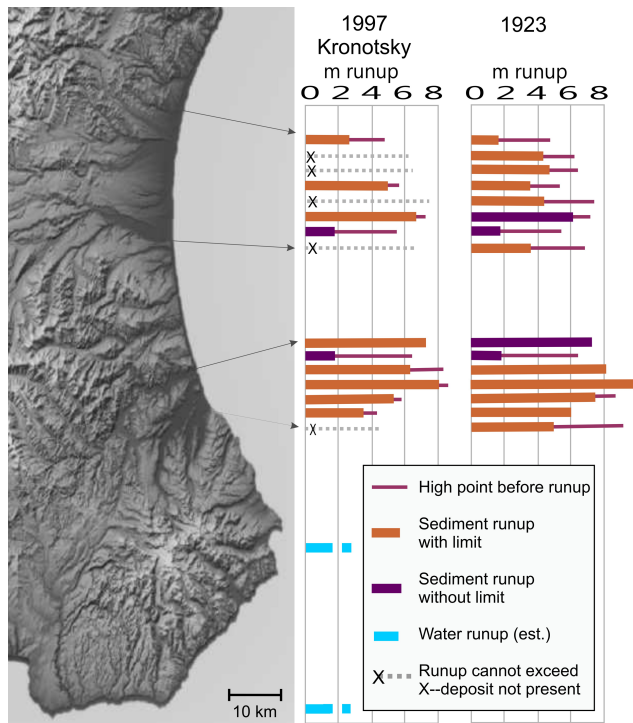 1997
Kronotsky
m runup
0 2 4 6 8
1923
m runup
0 2 4 6 8
X
X
X
X
X
High point before runup
Sediment runup
with limit
Sediment runup
without limit
Water runup (est.)
X
Runup cannot exceed
X--deposit not present
10 km